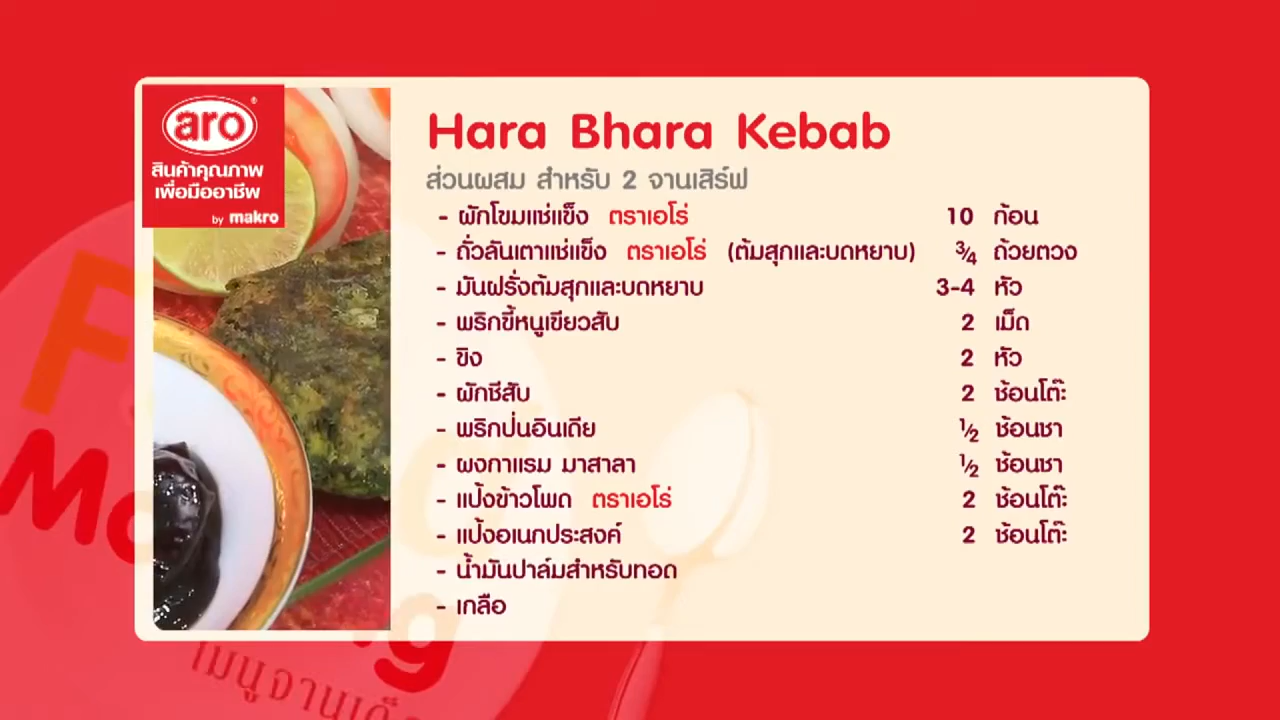 aro®
สินค้าคุณภาพ
เพื่อมืออาชีพ
by makro
Hara Bhara Kebab
ส่วนผสม สำหรับ 2 จานเสิร์ฟ
- ผักโขมแช่แข็ง ตราเอโร่ 10 ก้อน
- ถั่วลันเตาแช่แข็ง ตราเอโร่ (ต้มสุกและบดหยาบ) ¾ ถ้วยตวง
- มันฝรั่งต้มสุกและบดหยาบ 3-4 หัว
- พริกขี้หนูเขียวสับ 2 เม็ด
- ขิง 2 หัว
- ผักชีสับ 2 ช้อนโต๊ะ
- พริกป่นอินเดีย ½ ช้อนชา
- ผงกาแรม มาสาลา ½ ช้อนชา
- แป้งข้าวโพด ตราเอโร่ 2 ช้อนโต๊ะ
- แป้งอเนกประสงค์ 2 ช้อนโต๊ะ
- น้ำมันปาล์มสำหรับทอด
- เกลือ